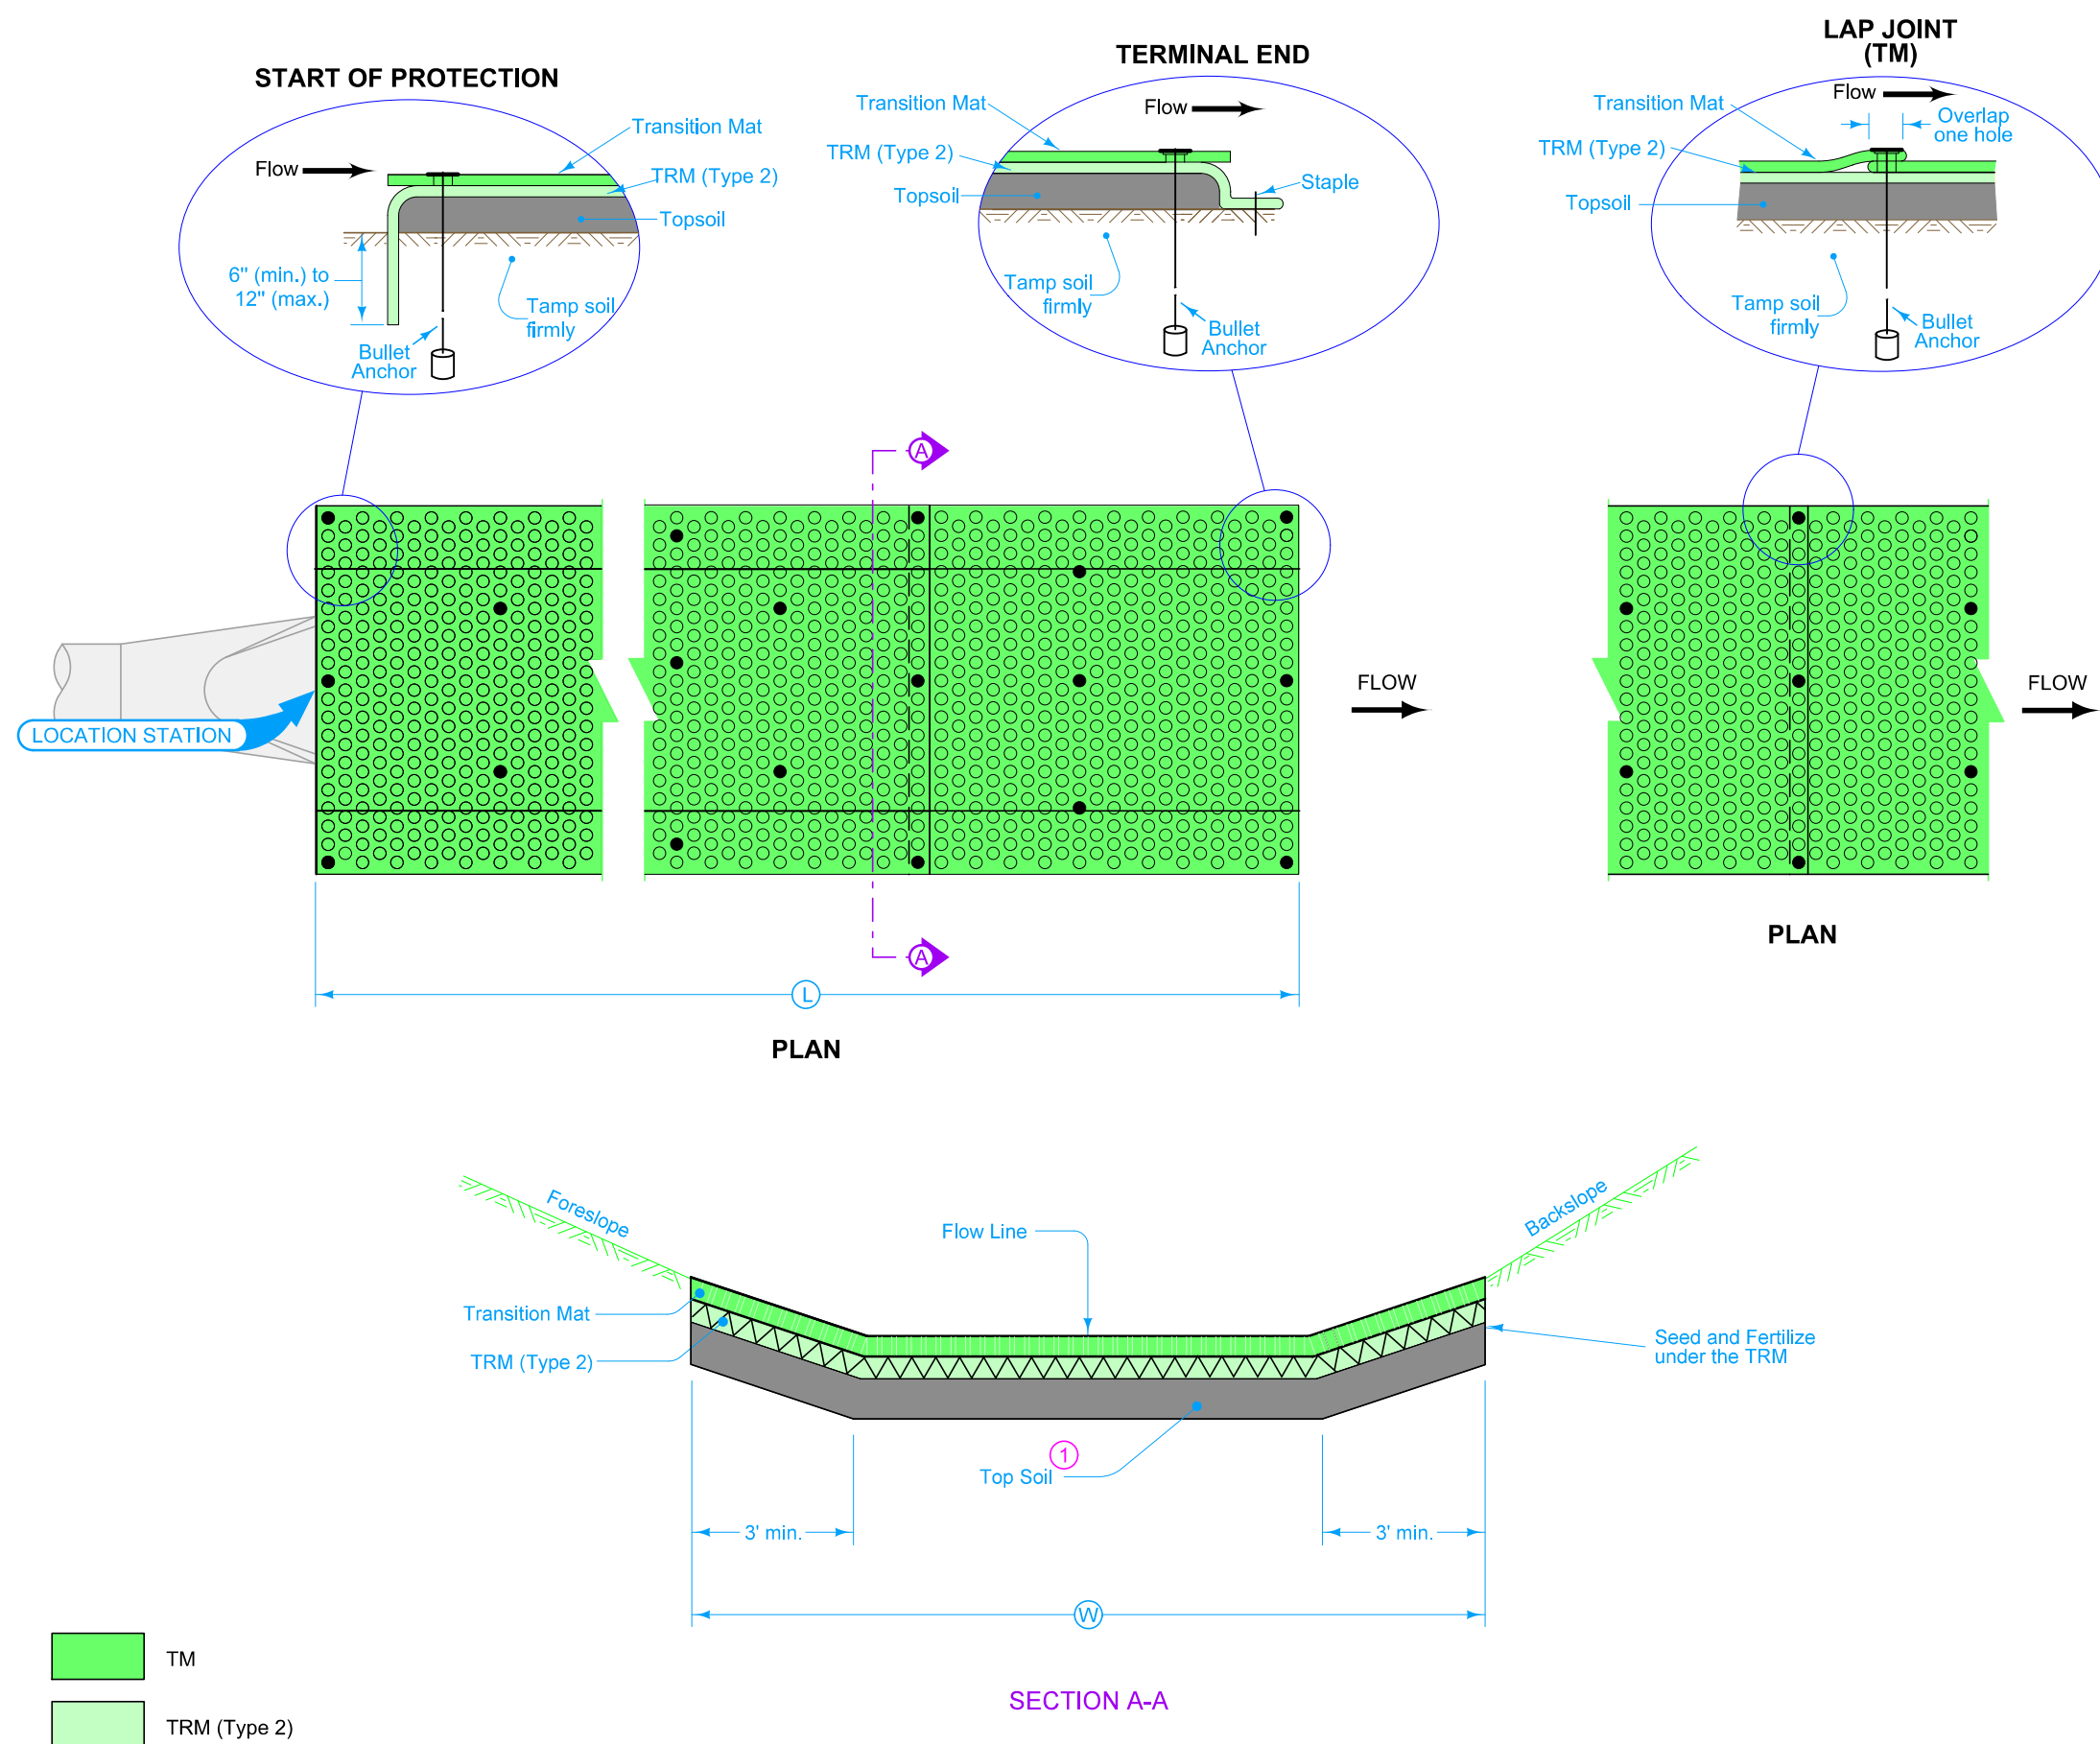 START OF PROTECTION
Flow
Transition Mat
TRM (Type 2)
Topsoil
6" (min.) to
12" (max.)
Tamp soil
firmly
Bullet
Anchor
TERMINAL END
Flow
Transition Mat
TRM (Type 2)
Topsoil
Staple
Tamp soil
firmly
Bullet
Anchor
LAP JOINT
(TM)
Flow
Transition Mat
Overlap
one hole
TRM (Type 2)
Topsoil
Tamp soil
firmly
Bullet
Anchor
A
LOCATION STATION
FLOW
FLOW
A
L
PLAN
PLAN
Foreslope
Backslope
Flow Line
Transition Mat
TRM (Type 2)
Seed and Fertilize
under the TRM
1
Top Soil
3' min.
3' min.
W
SECTION A-A
TM
TRM (Type 2)